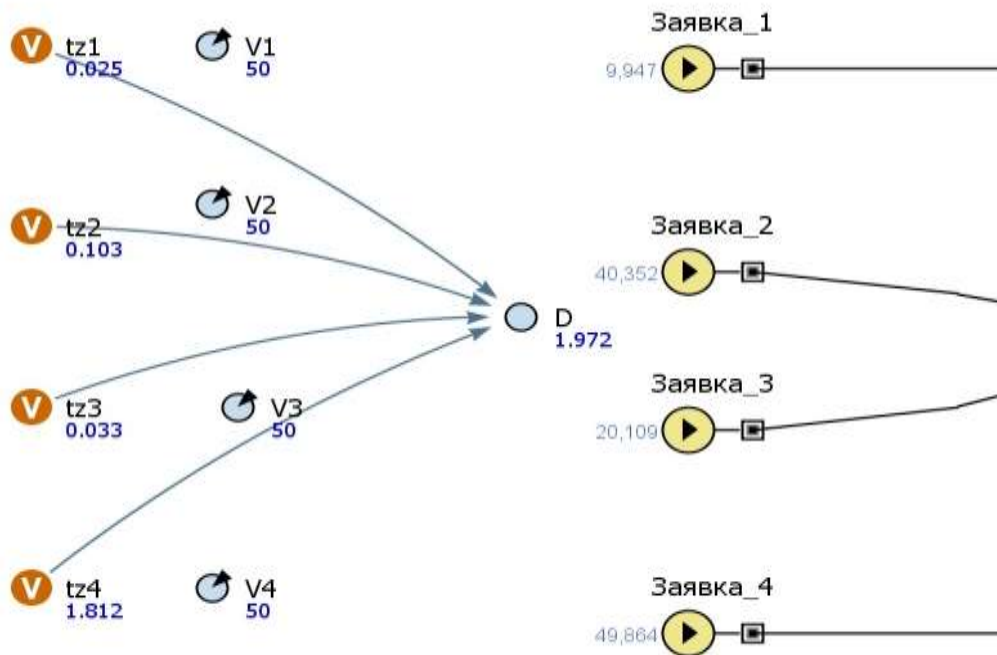 V tz1
0.025
V1
50
Заявка_1
9,947
V2
50
V tz2
0.103
Заявка_2
40,352
D
1.972
V tz3
0.033
V3
50
Заявка_3
20,109
V tz4
1.812
V4
50
Заявка_4
49,864